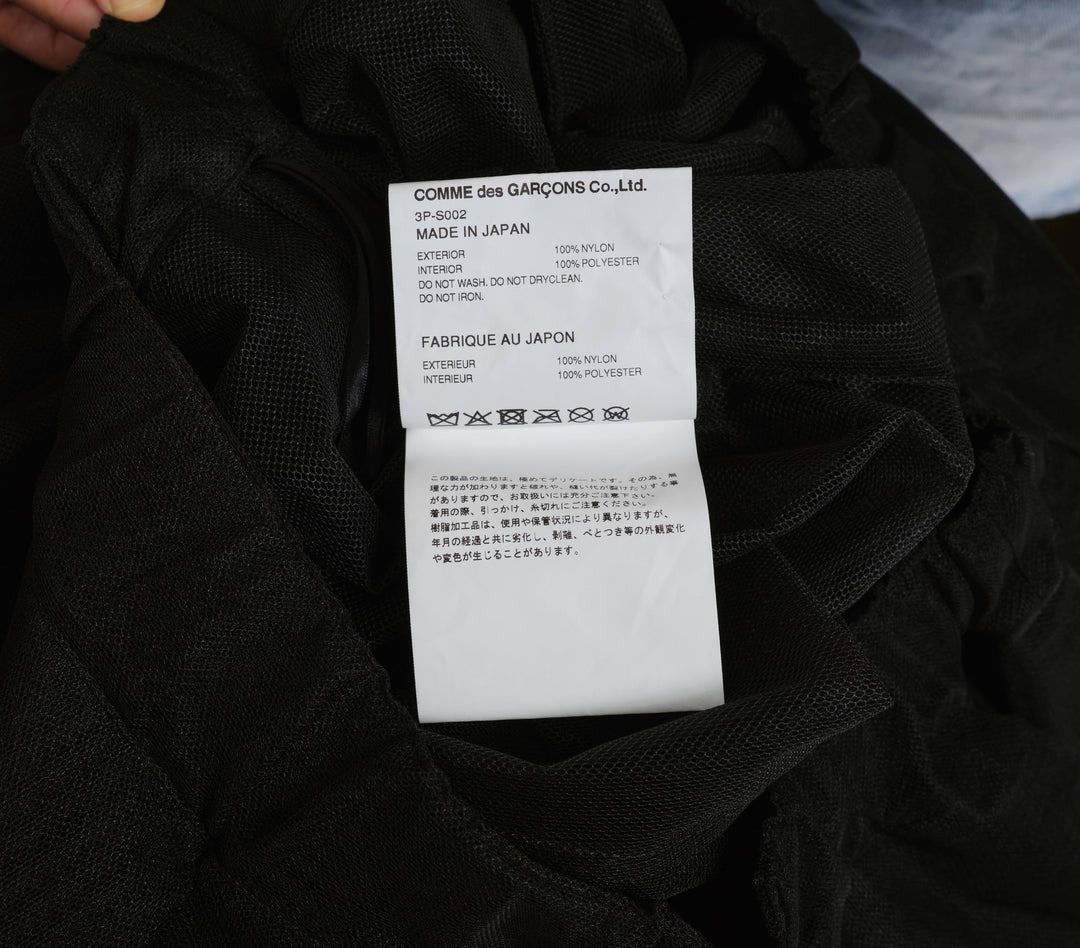 COMME des GARÇONS Co.,Ltd.
3P-S002
MADE IN JAPAN
EXTERIOR 100% NYLON
INTERIOR 100% POLYESTER
DO NOT WASH. DO NOT DRYCLEAN.
DO NOT IRON.
FABRIQUE AU JAPON
EXTERIEUR 100% NYLON
INTERIEUR 100% POLYESTER
この製品の生地は、極めてデリケートです。その為、無
理な力が加わりますと破れや、縫い代が裂けたりする事
がありますので、お取扱いには充分ご注意下さい。
着用の際、引っかけ、糸切れにご注意ください。
樹脂加工品は、使用や保管状況により異なりますが、
年月の経過と共に劣化し、剥離、べとつき等の外観変化
や変色が生じることがあります。